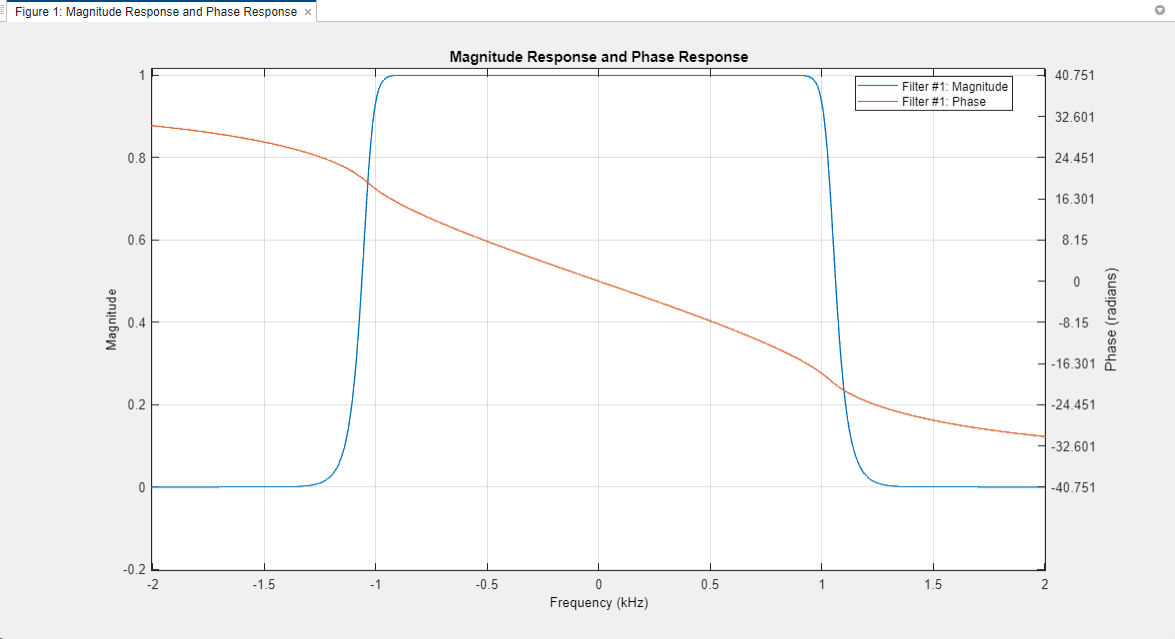 Figure 1: Magnitude Response and Phase Response ×
Magnitude Response and Phase Response
Filter #1: Magnitude
Filter #1: Phase
Magnitude
1
0.8
0.6
0.4
0.2
0
-0.2
-2 -1.5 -1 -0.5 0 0.5 1 1.5 2
Frequency (kHz)
40.751
32.601
24.451
16.301
8.15
0
-8.15
-16.301
-24.451
-32.601
-40.751
Phase (radians)